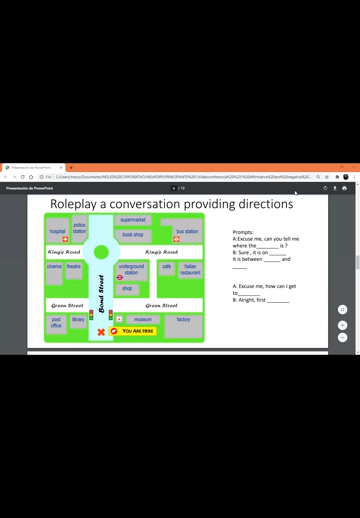 Presentación de PowerPoint
Presentación de PowerPoint
6 / 13
Roleplay a conversation providing directions
supermarket
hospital
police station
book shop
bus station
King's Road
King's Road
cinema
theatre
underground station
café
Italian restaurant
shop
Bond Street
Green Street
Green Street
post office
library
museum
factory
YOU ARE HERE
Prompts:
A:Excuse me, can you tell me
where the________ is ?
B: Sure , it is on ______
It is between ______ and
_____
A: Excuse me, how can I get
to________
B: Alright, first ________